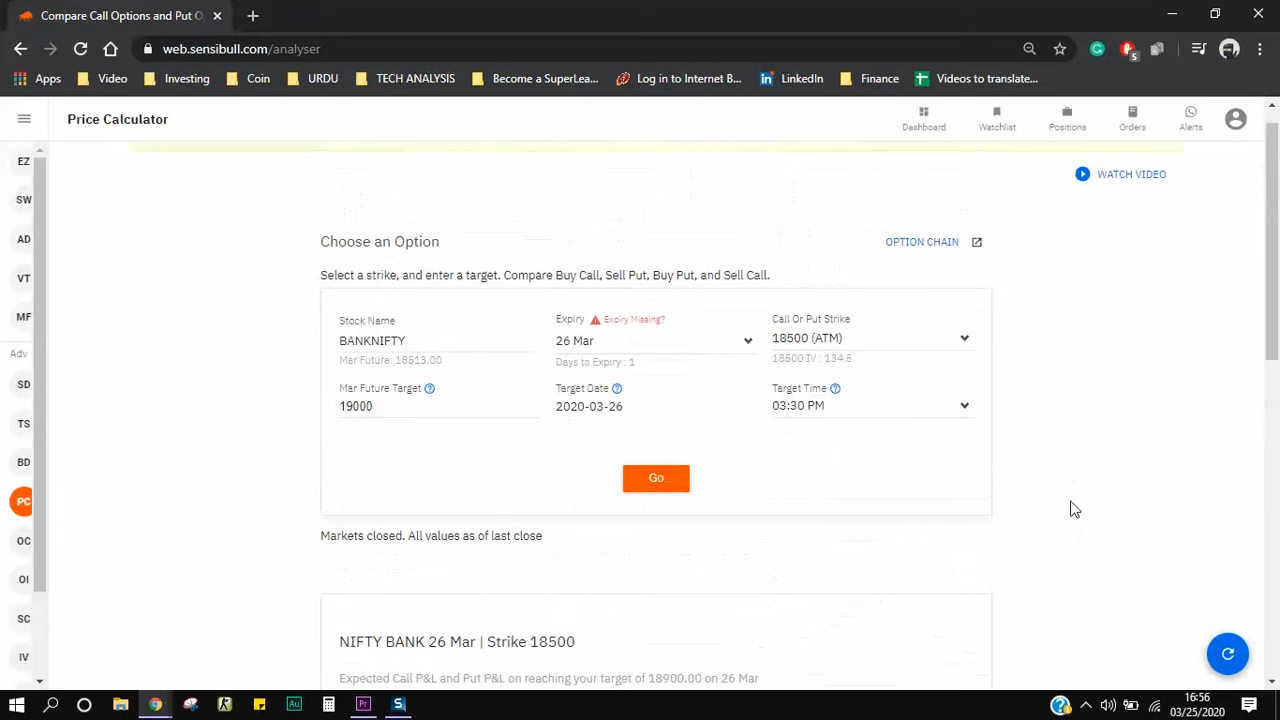 Compare Call Options and Put O
web.sensibull.com/analyser
5
Apps
Video
Investing
Coin
URDU
TECH ANALYSIS
Become a SuperLea...
Log in to Internet B...
LinkedIn
Finance
Videos to translate...
Price Calculator
Dashboard
Watchlist
Positions
Orders
Alerts
EZ
SW
AD
VT
MF
Adv
SD
TS
BD
PC
OC
OI
SC
IV
WATCH VIDEO
Choose an Option
OPTION CHAIN
Select a strike, and enter a target. Compare Buy Call, Sell Put, Buy Put, and Sell Call.
Stock Name
Expiry
Expiry Missing?
Call Or Put Strike
BANKNIFTY
26 Mar
18500 (ATM)
Mar Future: 18513.00
Days to Expiry : 1
18500 IV : 134.5
Mar Future Target
Target Date
Target Time
19000
2020-03-26
03:30 PM
Go
Markets closed. All values as of last close
NIFTY BANK 26 Mar | Strike 18500
Expected Call P&L and Put P&L on reaching your target of 18900.00 on 26 Mar
Au
Pr
S
16:56
03/25/2020